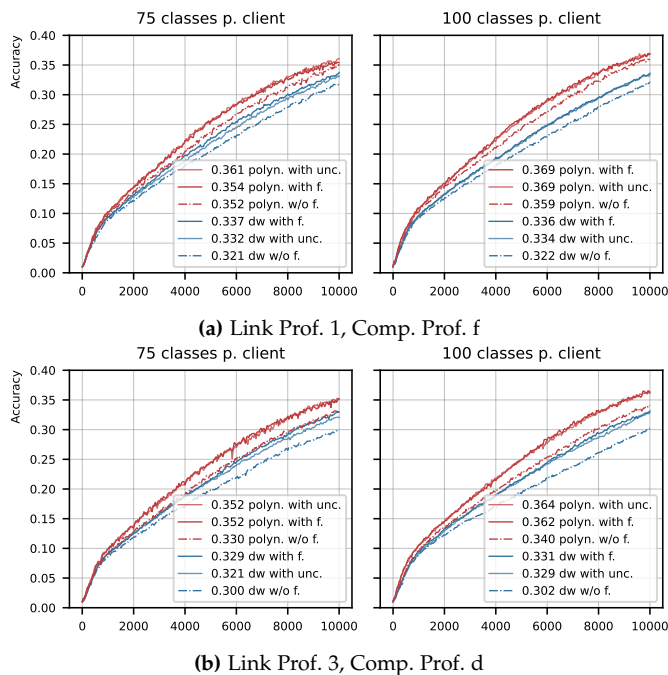 75 classes p. client
Accuracy
0.40
0.35
0.30
0.25
0.20
0.15
0.10
0.05
0.00
0.361 polyn. with unc.
0.354 polyn. with f.
0.352 polyn. w/o f.
0.337 dw with f.
0.332 dw with unc.
0.321 dw w/o f.
0 2000 4000 6000 8000 10000
100 classes p. client
0.369 polyn. with f.
0.369 polyn. with unc.
0.359 polyn. w/o f.
0.336 dw with f.
0.334 dw with unc.
0.322 dw w/o f.
0 2000 4000 6000 8000 10000
(a) Link Prof. 1, Comp. Prof. f
75 classes p. client
Accuracy
0.40
0.35
0.30
0.25
0.20
0.15
0.10
0.05
0.00
0.352 polyn. with unc.
0.352 polyn. with f.
0.330 polyn. w/o f.
0.329 dw with f.
0.321 dw with unc.
0.300 dw w/o f.
0 2000 4000 6000 8000 10000
100 classes p. client
0.364 polyn. with unc.
0.362 polyn. with f.
0.340 polyn. w/o f.
0.331 dw with f.
0.329 dw with unc.
0.302 dw w/o f.
0 2000 4000 6000 8000 10000
(b) Link Prof. 3, Comp. Prof. d